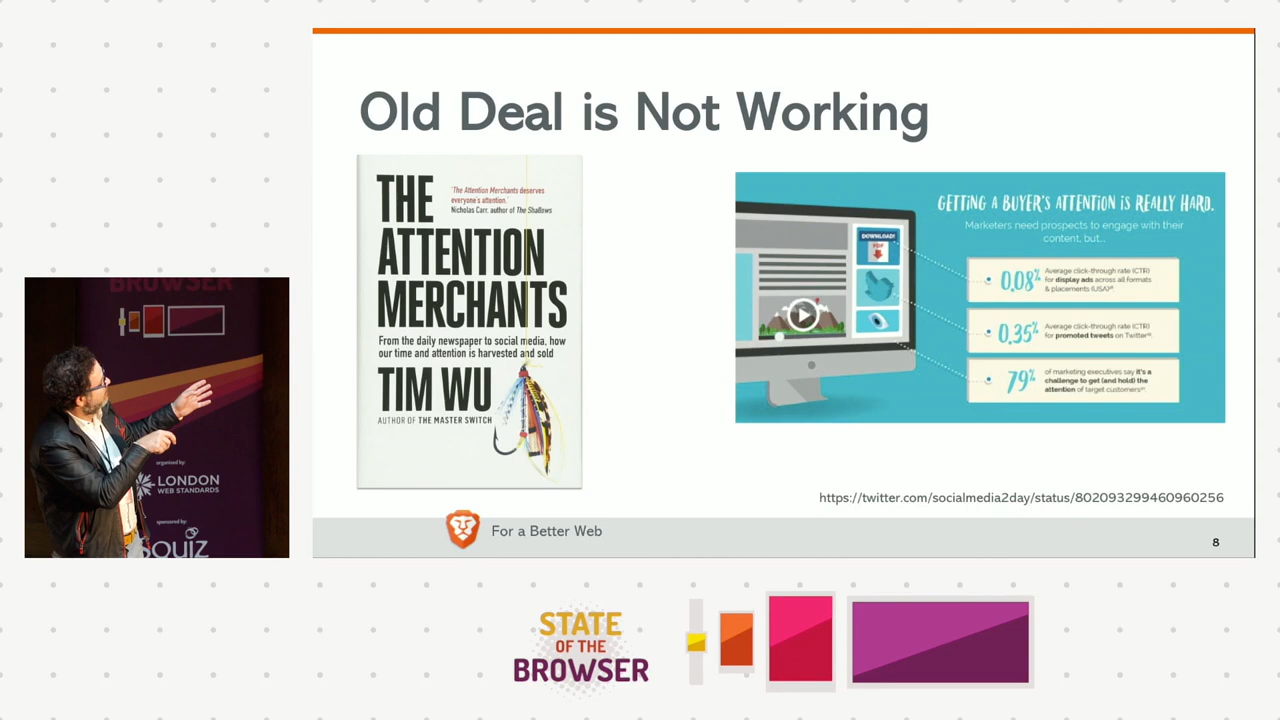 Old Deal is Not Working
THE
ATTENTION
MERCHANTS
'The Attention Merchants deserves
everyone's attention.'
Nicholas Carr, author of The Shallows
From the daily newspaper to social media, how
our time and attention is harvested and sold
TIM WU
AUTHOR OF THE MASTER SWITCH
GETTING A BUYER'S ATTENTION IS REALLY HARD.
Marketers need prospects to engage with their
content, but...
DOWNLOAD!
PDF
0.08%
Average click-through rate (CTR)
for display ads across all formats
& placements (USA)
0.35%
Average click-through rate (CTR)
for promoted tweets on Twitter
79%
of marketing executives say it's a
challenge to get (and hold) the
attention of target customers
https://twitter.com/socialmedia2day/status/802093299460960256
For a Better Web
8
BROWSER
organised by:
LONDON
WEB STANDARDS
sponsored by:
SQUIZ
STATE
OF THE
BROWSER